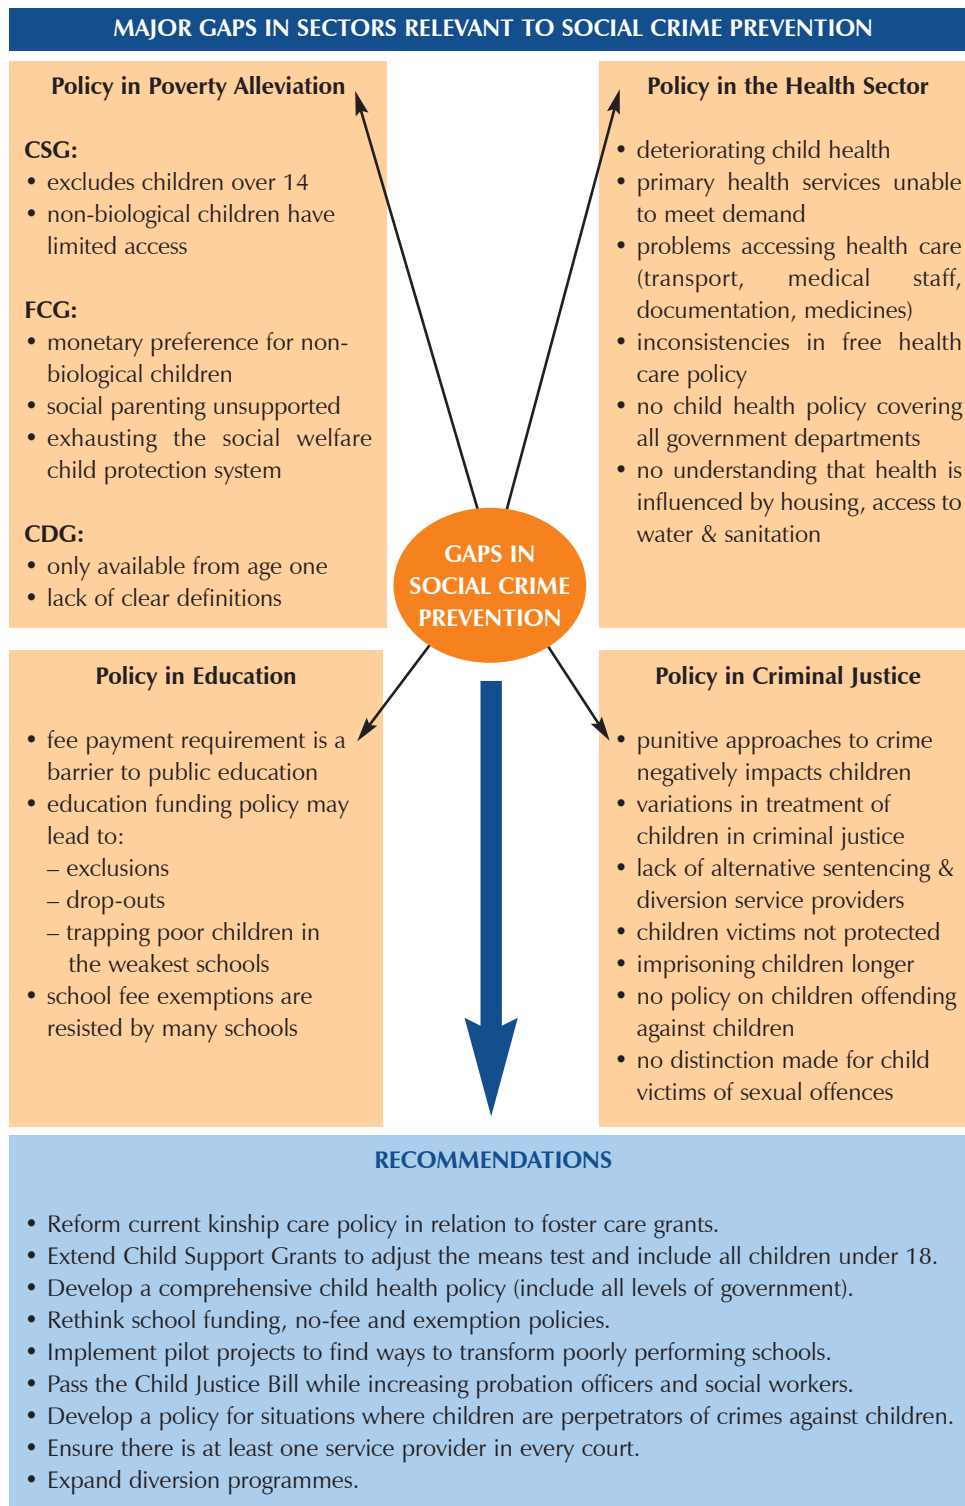 MAJOR GAPS IN SECTORS RELEVANT TO SOCIAL CRIME PREVENTION
Policy in Poverty Alleviation
CSG:
• excludes children over 14
• non-biological children have
limited access
FCG:
• monetary preference for non-
biological children
• social parenting unsupported
• exhausting the social welfare
child protection system
CDG:
• only available from age one
• lack of clear definitions
Policy in the Health Sector
• deteriorating child health
• primary health services unable
to meet demand
• problems accessing health care
(transport, medical staff,
documentation, medicines)
• inconsistencies in free health
care policy
• no child health policy covering
all government departments
• no understanding that health is
influenced by housing, access to
water & sanitation
GAPS IN
SOCIAL CRIME
PREVENTION
Policy in Education
• fee payment requirement is a
barrier to public education
• education funding policy may
lead to:
– exclusions
– drop-outs
– trapping poor children in
the weakest schools
• school fee exemptions are
resisted by many schools
Policy in Criminal Justice
• punitive approaches to crime
negatively impacts children
• variations in treatment of
children in criminal justice
• lack of alternative sentencing &
diversion service providers
• children victims not protected
• imprisoning children longer
• no policy on children offending
against children
• no distinction made for child
victims of sexual offences
RECOMMENDATIONS
• Reform current kinship care policy in relation to foster care grants.
• Extend Child Support Grants to adjust the means test and include all children under 18.
• Develop a comprehensive child health policy (include all levels of government).
• Rethink school funding, no-fee and exemption policies.
• Implement pilot projects to find ways to transform poorly performing schools.
• Pass the Child Justice Bill while increasing probation officers and social workers.
• Develop a policy for situations where children are perpetrators of crimes against children.
• Ensure there is at least one service provider in every court.
• Expand diversion programmes.